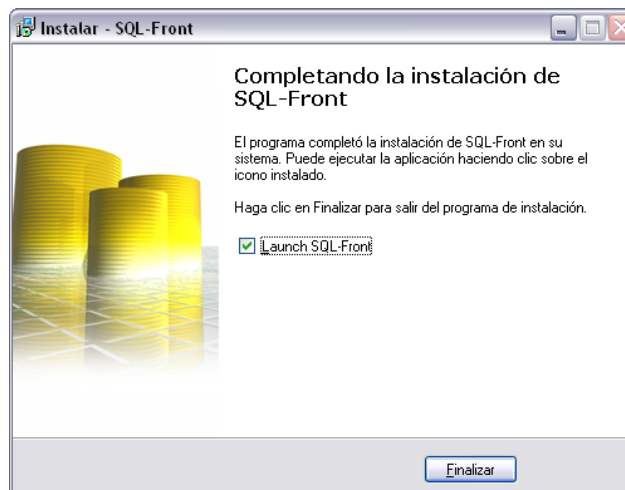 Instalar - SQL-Front
Completando la instalación de
SQL-Front
El programa completó la instalación de SQL-Front en su
sistema. Puede ejecutar la aplicación haciendo clic sobre el
icono instalado.
Haga clic en Finalizar para salir del programa de instalación.
Launch SQL-Front
Finalizar